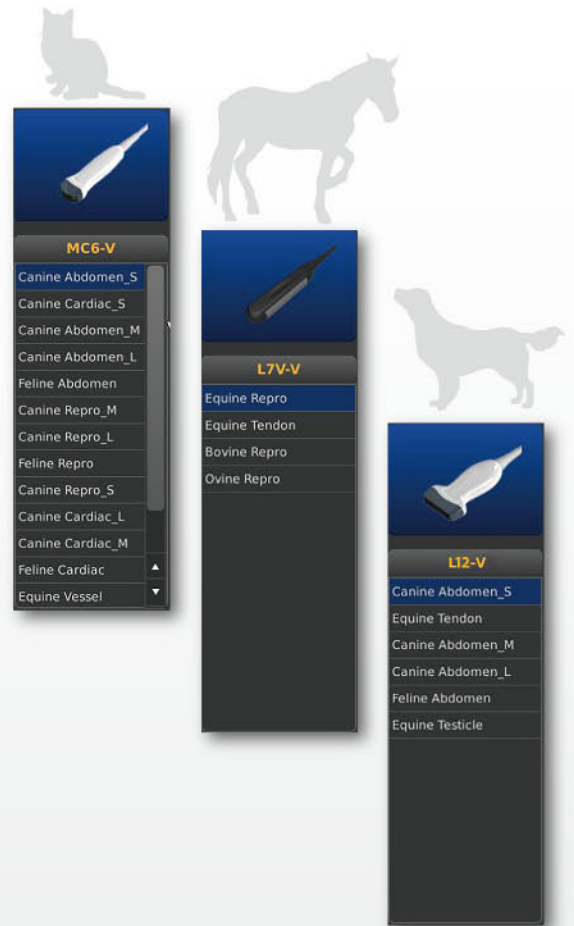 MC6-V
Canine Abdomen_S
Canine Cardiac_S
Canine Abdomen_M
Canine Abdomen_L
Feline Abdomen
Canine Repro_M
Canine Repro_L
Feline Repro
Canine Repro_S
Canine Cardiac_L
Canine Cardiac_M
Feline Cardiac
Equine Vessel
L7V-V
Equine Repro
Equine Tendon
Bovine Repro
Ovine Repro
L12-V
Canine Abdomen_S
Equine Tendon
Canine Abdomen_M
Canine Abdomen_L
Feline Abdomen
Equine Testicle